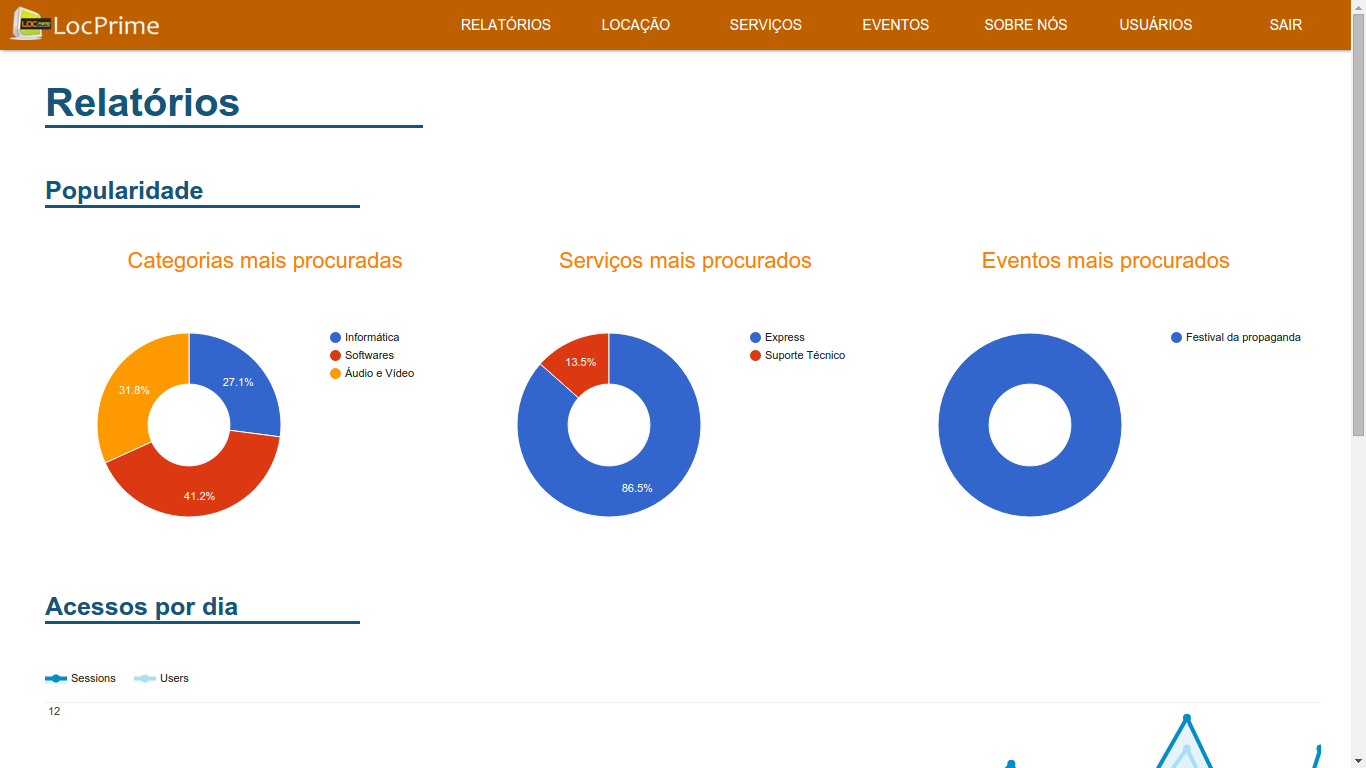 LOCPrime LocPrime RELATÓRIOS LOCAÇÃO SERVIÇOS EVENTOS SOBRE NÓS USUÁRIOS SAIR
Relatórios
Popularidade
Categorias mais procuradas
Informática
Softwares
Áudio e Vídeo
27.1%
31.8%
41.2%
Serviços mais procurados
Express
Suporte Técnico
13.5%
86.5%
Eventos mais procurados
Festival da propaganda
Acessos por dia
Sessions Users
12